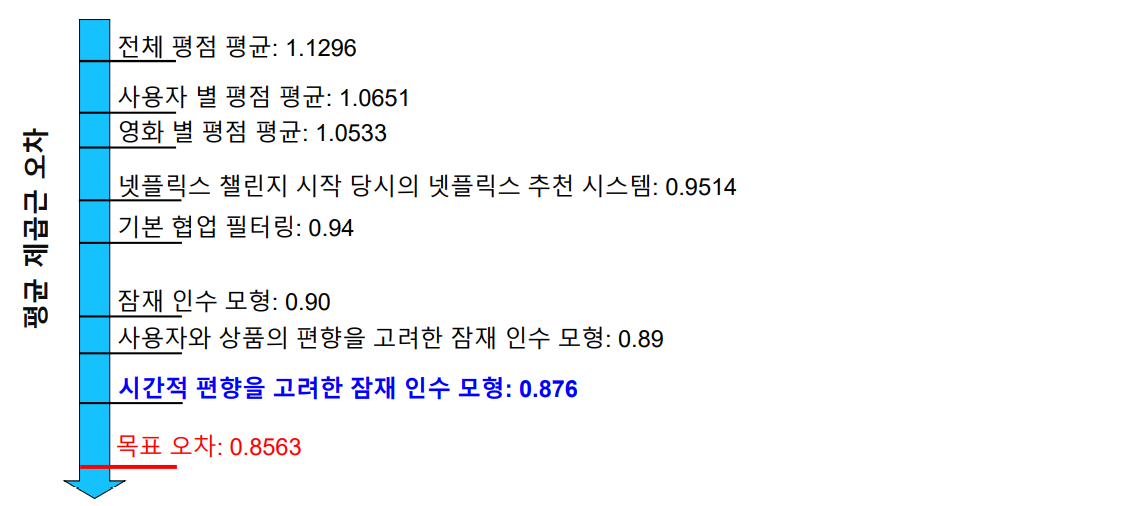 전체 평점 평균: 1.1296
사용자 별 평점 평균: 1.0651
영화 별 평점 평균: 1.0533
넷플릭스 챌린지 시작 당시의 넷플릭스 추천 시스템: 0.9514
기본 협업 필터링: 0.94
잠재 인수 모형: 0.90
사용자와 상품의 편향을 고려한 잠재 인수 모형: 0.89
시간적 편향을 고려한 잠재 인수 모형: 0.876
목표 오차: 0.8563
평균 제곱근 오차